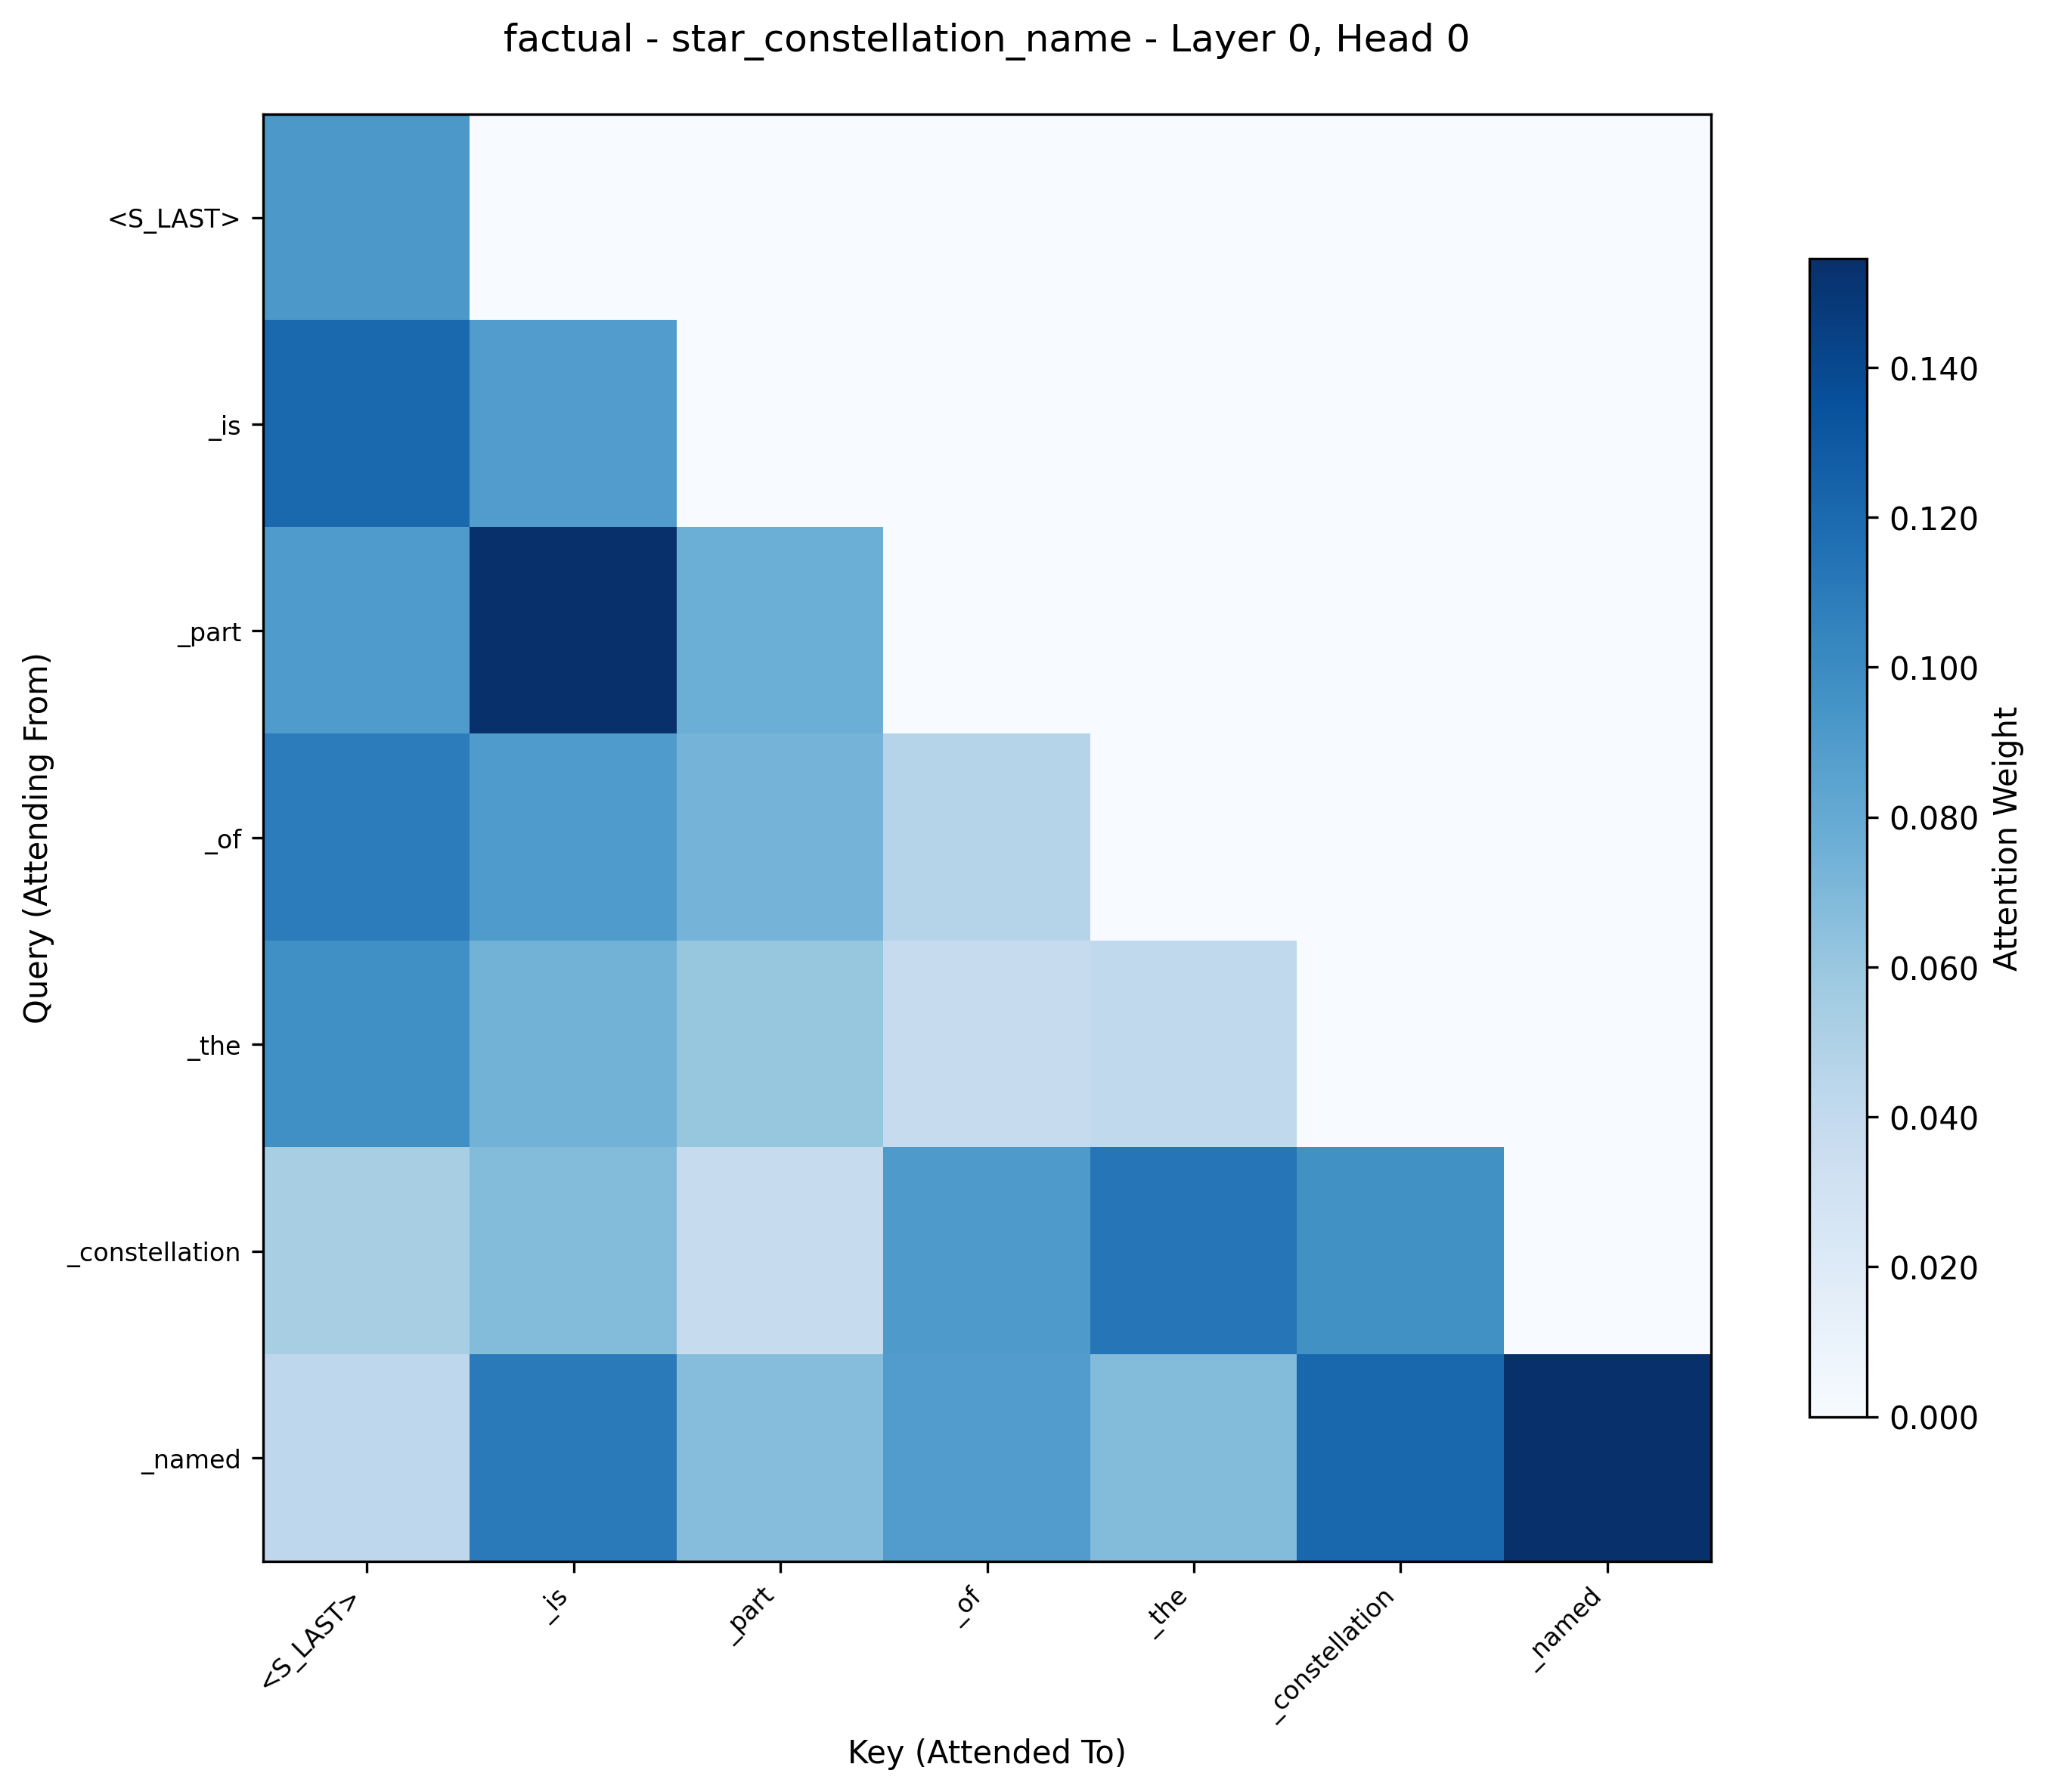 factual - star_constellation_name - Layer 0, Head 0
Query (Attending From)
<S_LAST>
_is
_part
_of
_the
_constellation
_named
<S_LAST>
_is
_part
_of
_the
_constellation
_named
Key (Attended To)
0.140
0.120
0.100
0.080
0.060
0.040
0.020
0.000
Attention Weight